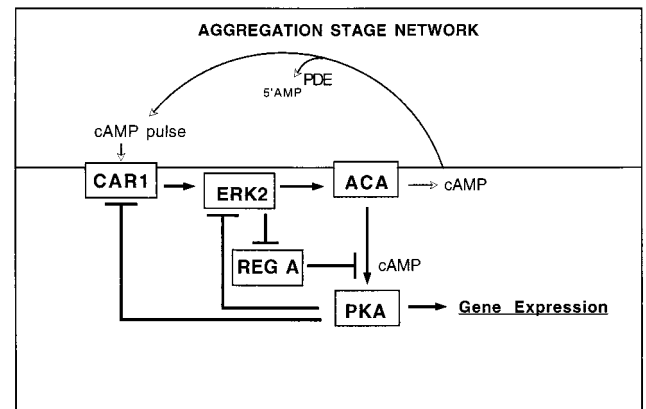 AGGREGATION STAGE NETWORK
PDE
5'AMP
cAMP pulse
CAR1
ERK2
ACA
cAMP
REG A
cAMP
PKA
Gene Expression